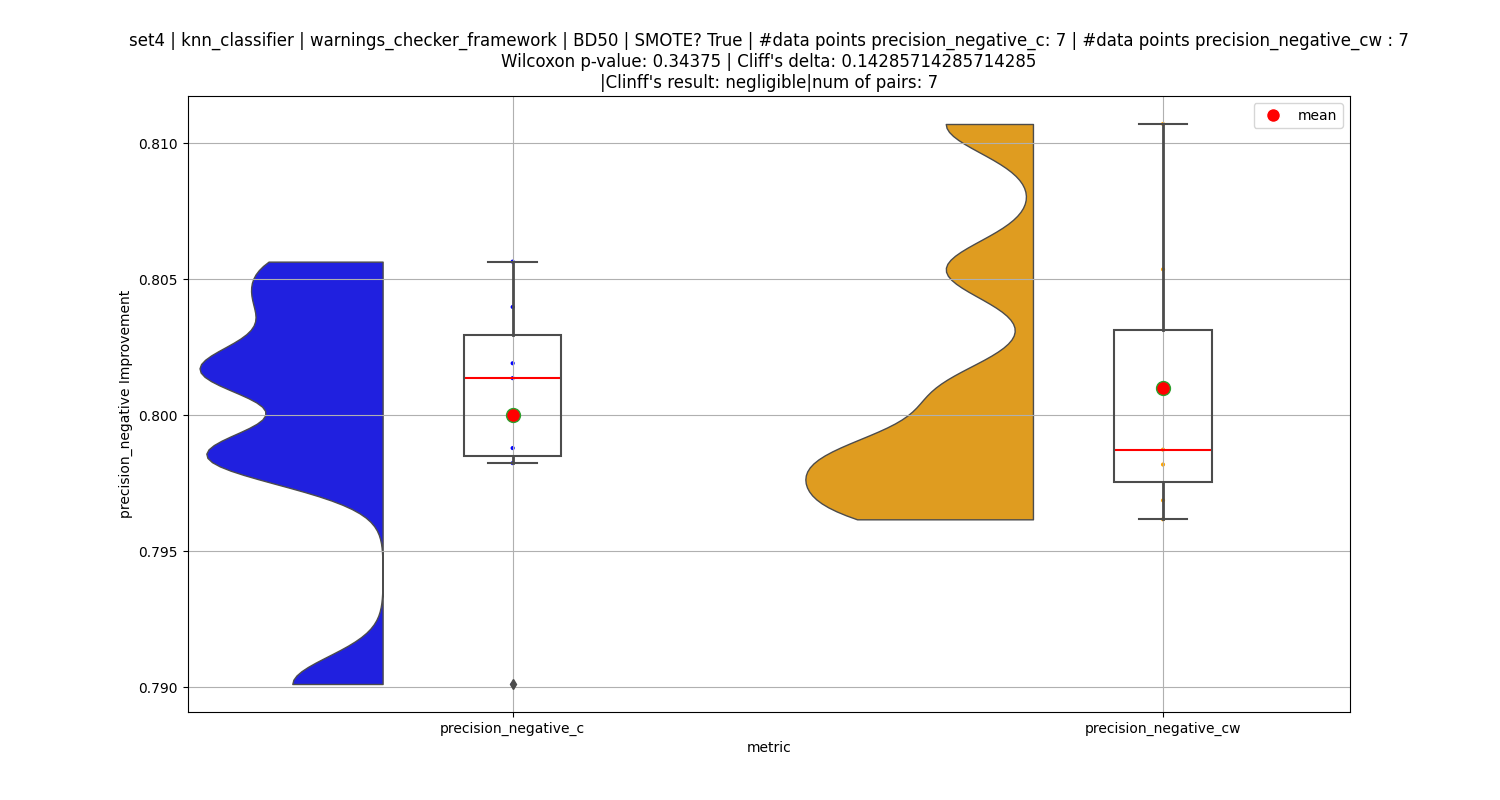 set4 | knn_classifier | warnings_checker_framework | BD50 | SMOTE? True | #data points precision_negative_c: 7 | #data points precision_negative_cw : 7
Wilcoxon p-value: 0.34375 | Cliff's delta: 0.14285714285714285
|Clinff's result: negligible|num of pairs: 7
mean
0.810
0.805
0.800
0.795
0.790
precision_negative Improvement
precision_negative_c
precision_negative_cw
metric